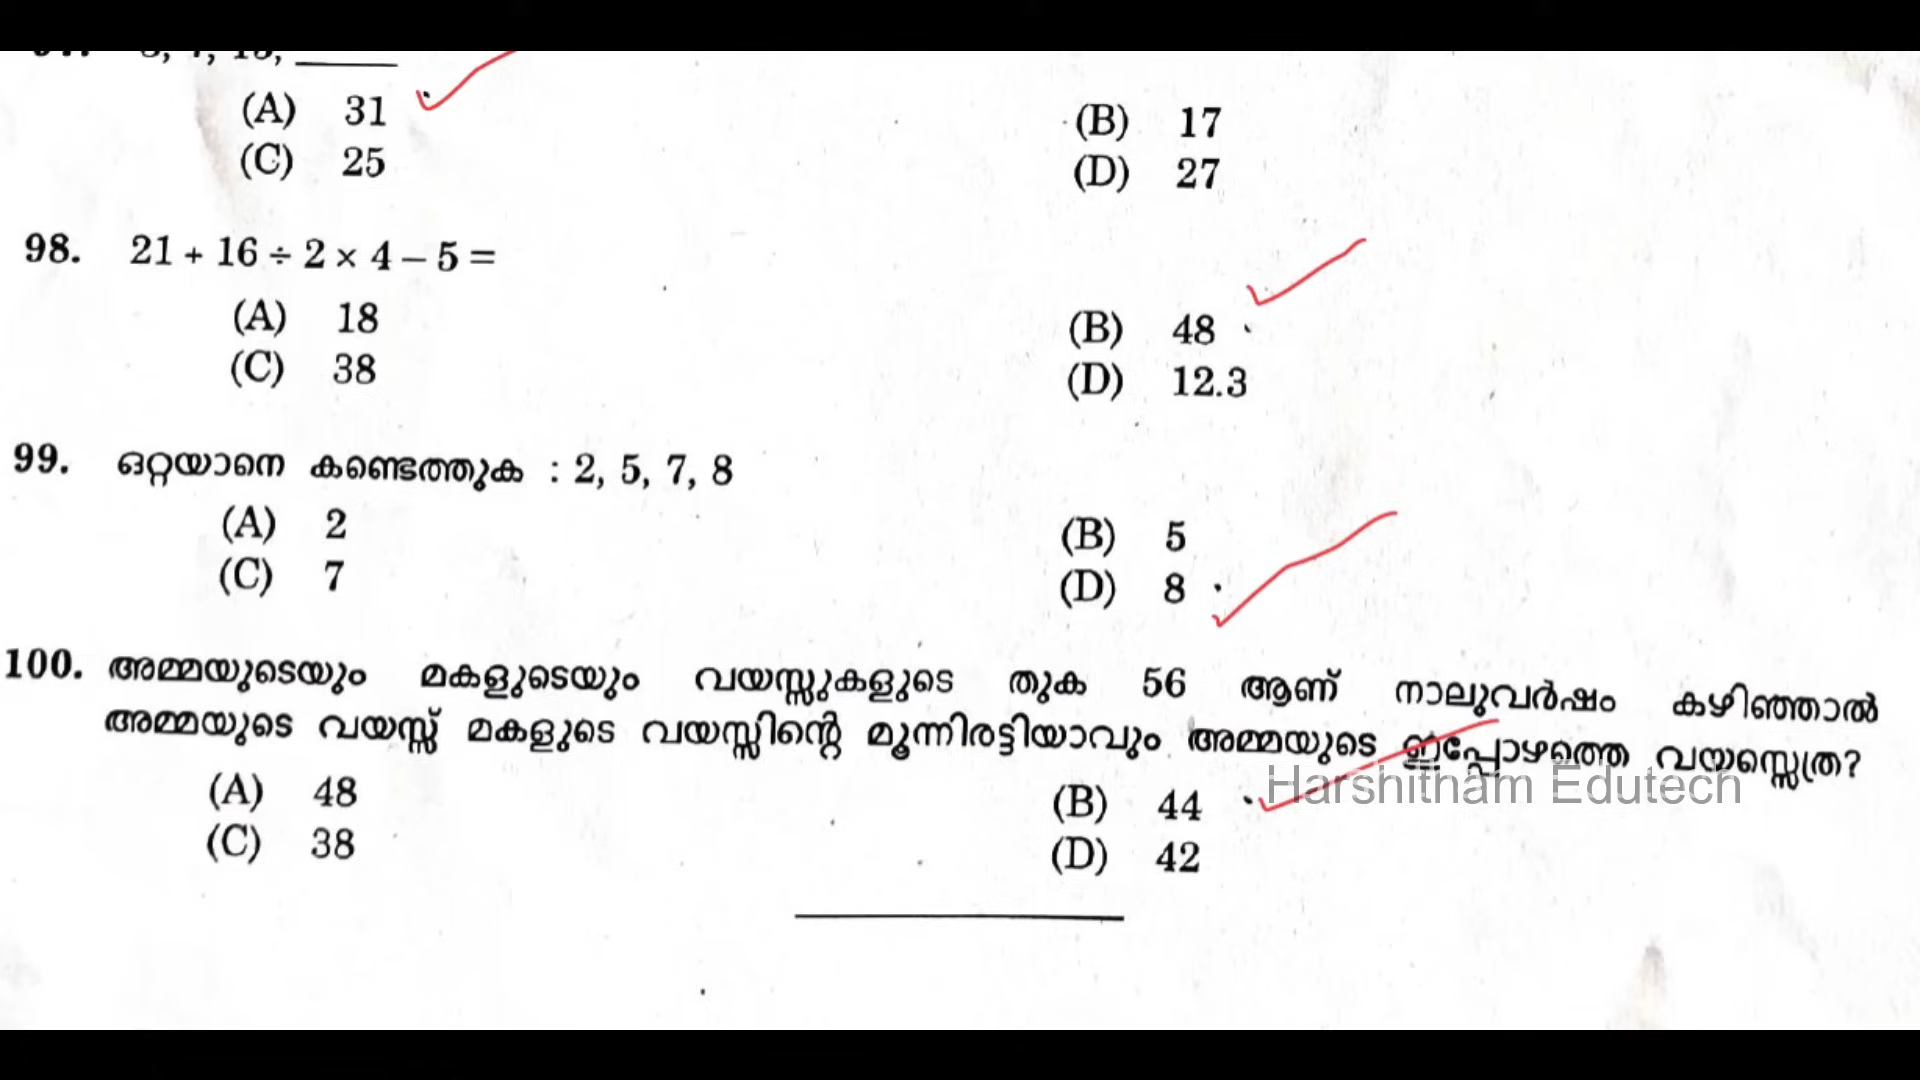 (A) 31 (B) 17
(C) 25 (D) 27
98. 21 + 16 ÷ 2 × 4 – 5 =
(A) 18 (B) 48
(C) 38 (D) 12.3
99. ഒറ്റയാനെ കണ്ടെത്തുക : 2, 5, 7, 8
(A) 2 (B) 5
(C) 7 (D) 8
100. അമ്മയുടെയും മകളുടെയും വയസ്സുകളുടെ തുക 56 ആണ് നാലുവർഷം കഴിഞ്ഞാൽ
അമ്മയുടെ വയസ്സ് മകളുടെ വയസ്സിന്റെ മൂന്നിരട്ടിയാവും അമ്മയുടെ ഇപ്പോഴത്തെ വയസ്സെത്ര?
Harshitham Edutech
(A) 48 (B) 44
(C) 38 (D) 42